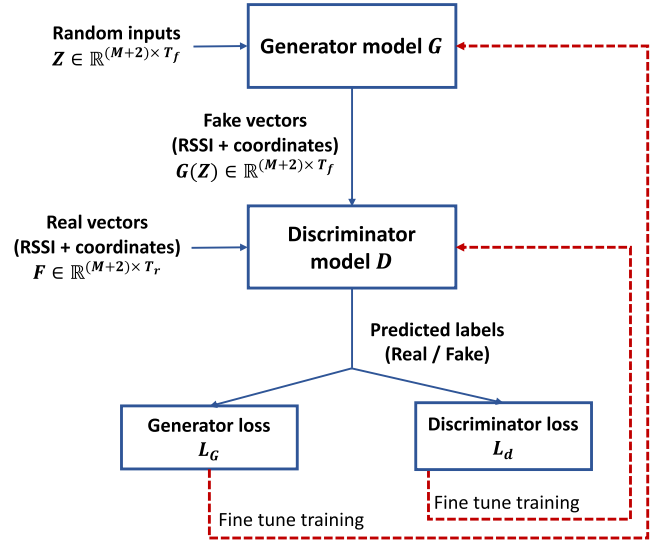 Random inputs
Z ∈ ℝ^(M+2)× T_f
Generator model G
Fake vectors
(RSSI + coordinates)
G(Z) ∈ ℝ^(M+2)× T_f
Real vectors
(RSSI + coordinates)
F ∈ ℝ^(M+2)× T_r
Discriminator
model D
Predicted labels
(Real / Fake)
Generator loss
L_G
Discriminator loss
L_d
Fine tune training
Fine tune training